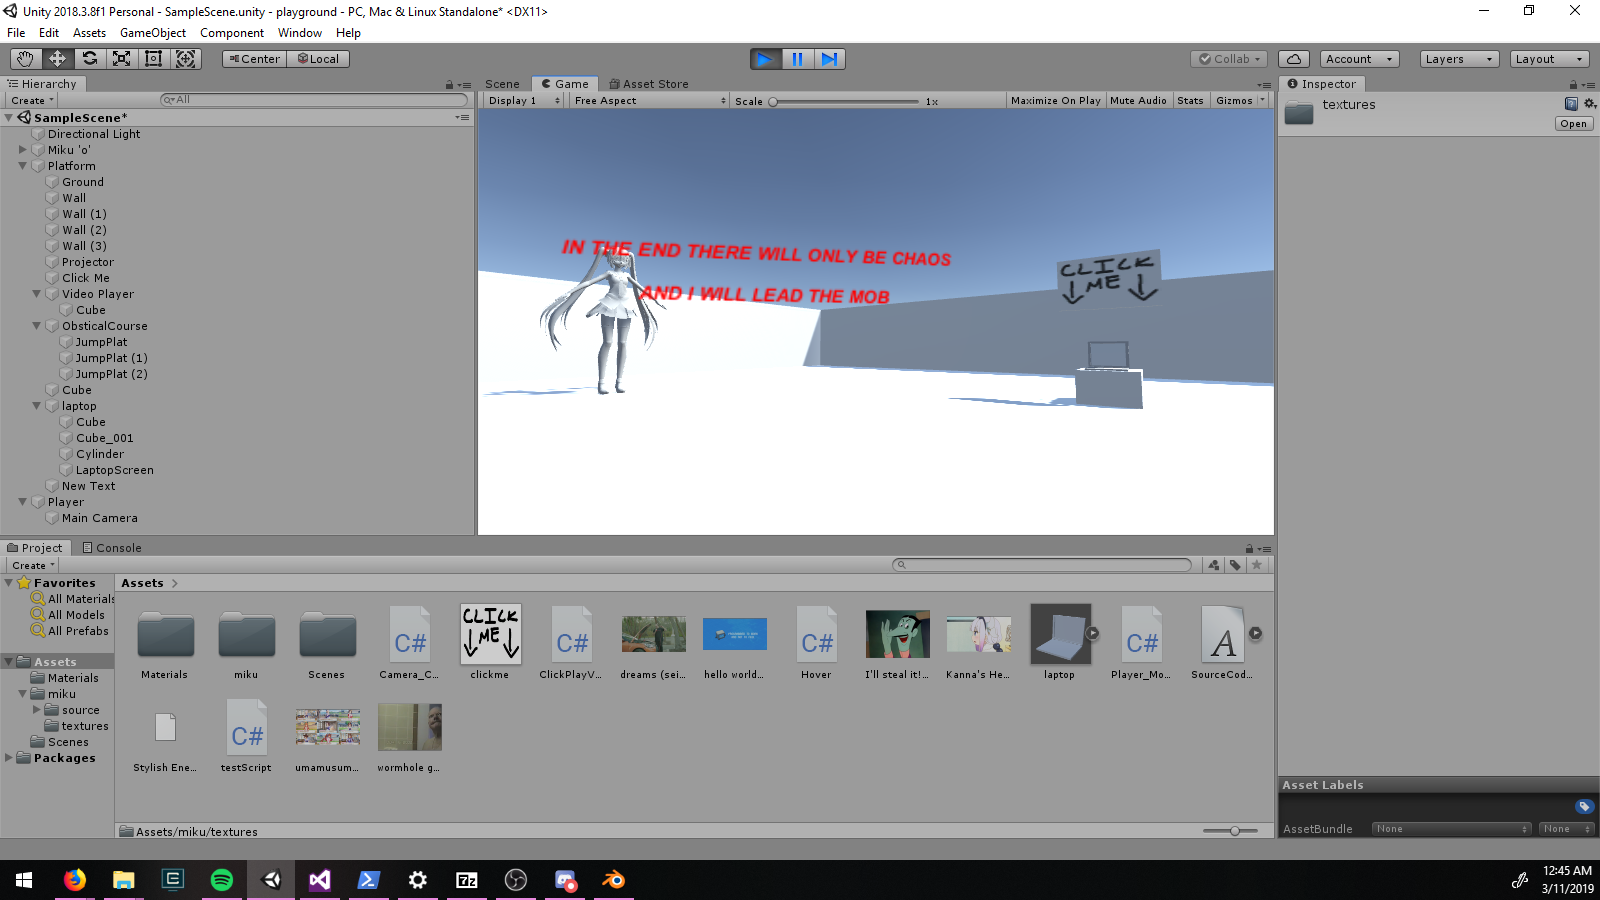 Unity 2018.3.8f1 Personal - SampleScene.unity - playground - PC, Mac & Linux Standalone* <DX11>
File Edit Assets GameObject Component Window Help
Center Local
Collab Account Layers Layout
Hierarchy
Create All
SampleScene*
Directional Light
Miku 'o'
Platform
Ground
Wall
Wall (1)
Wall (2)
Wall (3)
Projector
Click Me
Video Player
Cube
ObsticalCourse
JumpPlat
JumpPlat (1)
JumpPlat (2)
Cube
laptop
Cube
Cube_001
Cylinder
LaptopScreen
New Text
Player
Main Camera
Scene Game Asset Store
Display 1 Free Aspect Scale 1x Maximize On Play Mute Audio Stats Gizmos
IN THE END THERE WILL ONLY BE CHAOS
AND I WILL LEAD THE MOB
CLICK
ME
Inspector
textures
Open
Project Console
Create
Favorites
All Materials
All Models
All Prefabs
Assets
Materials
miku
source
textures
Scenes
Packages
Assets
CLICK
ME
C# C# C# C# A
Materials miku Scenes Camera_C... clickme ClickPlayV... dreams (sei... hello world... Hover I'll steal it!... Kanna's He... laptop Player_Mo... SourceCod...
C#
Stylish Ene... testScript umamusum... wormhole g...
Assets/miku/textures
Asset Labels
AssetBundle None None
7z
12:45 AM
3/11/2019